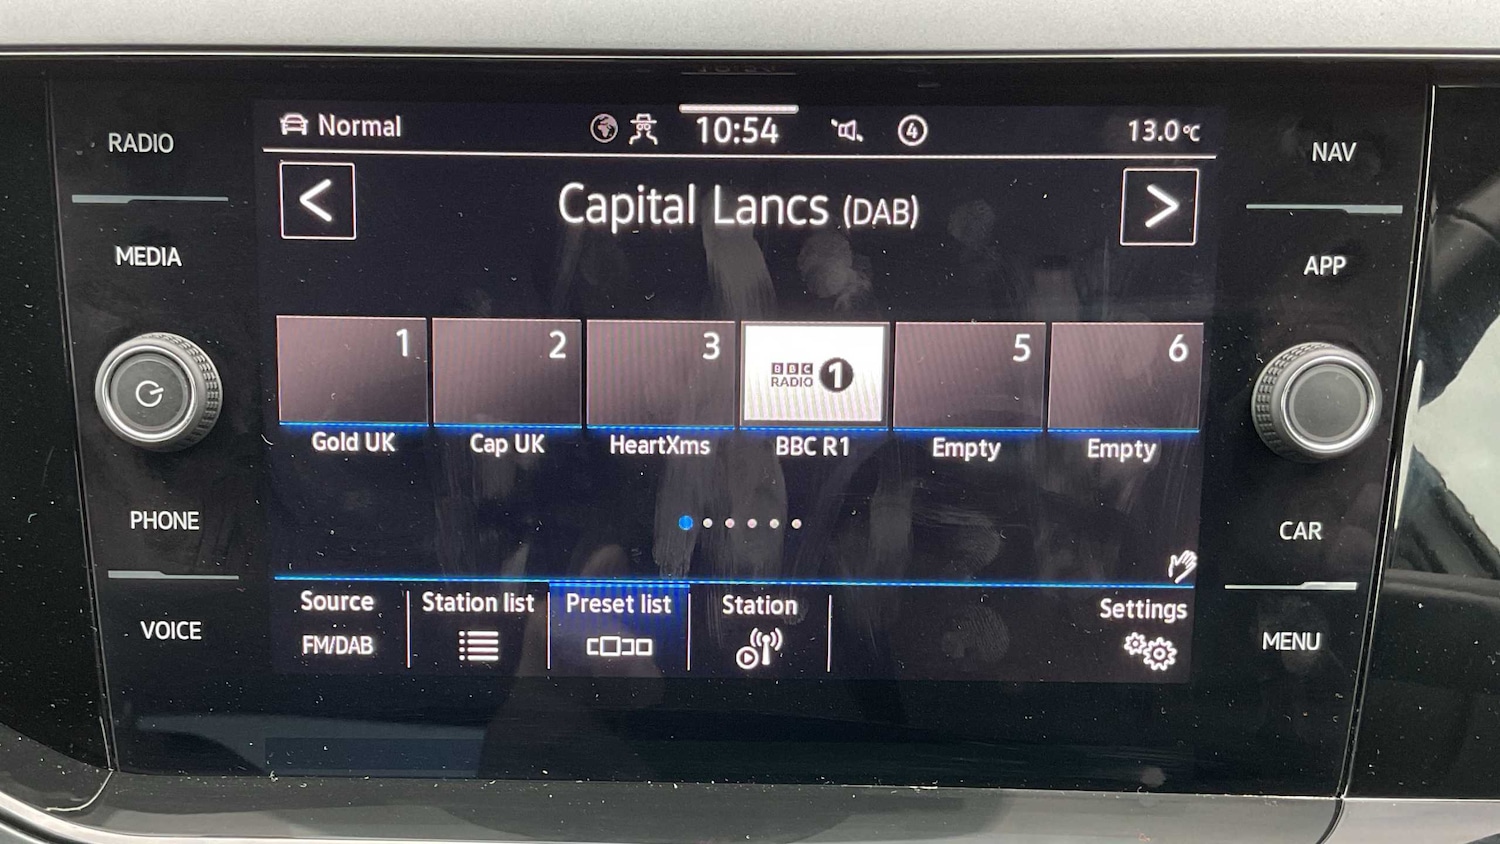 RADIO
MEDIA
PHONE
VOICE
Normal
10:54
4
13.0°C
<
Capital Lancs (DAB)
>
1
2
3
BBC
RADIO 1
5
6
Gold UK
Cap UK
HeartXms
BBC R1
Empty
Empty
Source
FM/DAB
Station list
Preset list
Station
Settings
NAV
APP
CAR
MENU